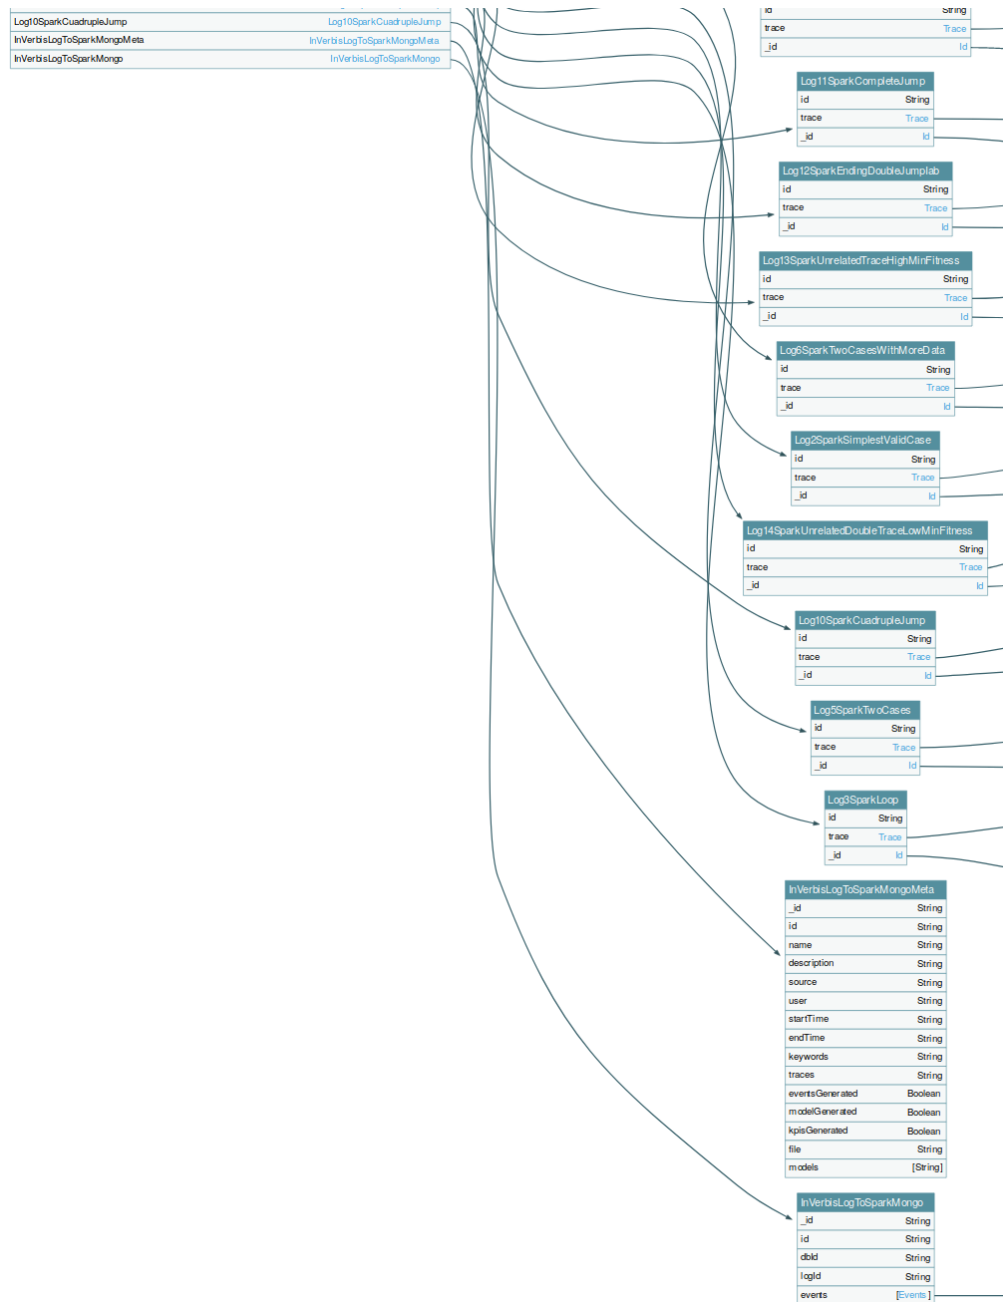 Log10SparkCuadrupleJump Log10SparkCuadrupleJump
InVerbisLogToSparkMongoMeta InVerbisLogToSparkMongoMeta
InVerbisLogToSparkMongo InVerbisLogToSparkMongo
id String
trace Trace
_id Id
Log11SparkCompleteJump
id String
trace Trace
_id Id
Log12SparkEndingDoubleJumplab
id String
trace Trace
_id Id
Log13SparkUnrelatedTraceHighMinFitness
id String
trace Trace
_id Id
Log6SparkTwoCasesWithMoreData
id String
trace Trace
_id Id
Log2SparkSimplestValidCase
id String
trace Trace
_id Id
Log14SparkUnrelatedDoubleTraceLowMinFitness
id String
trace Trace
_id Id
Log10SparkCuadrupleJump
id String
trace Trace
_id Id
Log5SparkTwoCases
id String
trace Trace
_id Id
Log3SparkLoop
id String
trace Trace
_id Id
InVerbisLogToSparkMongoMeta
_id String
id String
name String
description String
source String
user String
startTime String
endTime String
keywords String
traces String
eventsGenerated Boolean
modelGenerated Boolean
kpisGenerated Boolean
file String
models [String]
InVerbisLogToSparkMongo
_id String
id String
dbId String
logId String
events [Events]